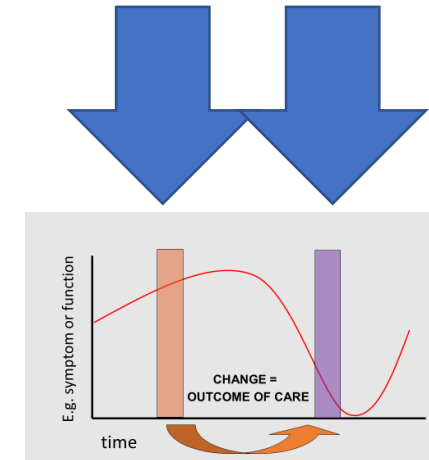 E.g. symptom or function
CHANGE =
OUTCOME OF CARE
time